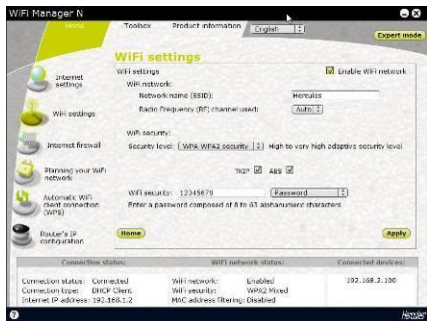 WiFi Manager N
Home Toolbox Product information English
Expert mode
WiFi settings
Internet settings
WiFi settings
Internet firewall
Planning your WiFi network
Automatic WiFi client connection (WPS)
Router's IP configuration
WiFi settings Enable WiFi network
WiFi network:
Network name (SSID): Hercules
Radio Frequency (RF) channel used: Auto
WiFi security:
Security level: WPA-WPA2 security High to very high adaptive security level
TKIP AES
WiFi security: 12345678 Password
Enter a password composed of 8 to 63 alphanumeric characters
Home Apply
Connection status: WiFi network status: Connected devices:
Connection status: Connected WiFi network: Enabled 192.168.2.100
Connection type: DHCP Client WiFi security: WPA2 Mixed
Internet IP address: 192.168.1.2 MAC address filtering: Disabled
? Hercules